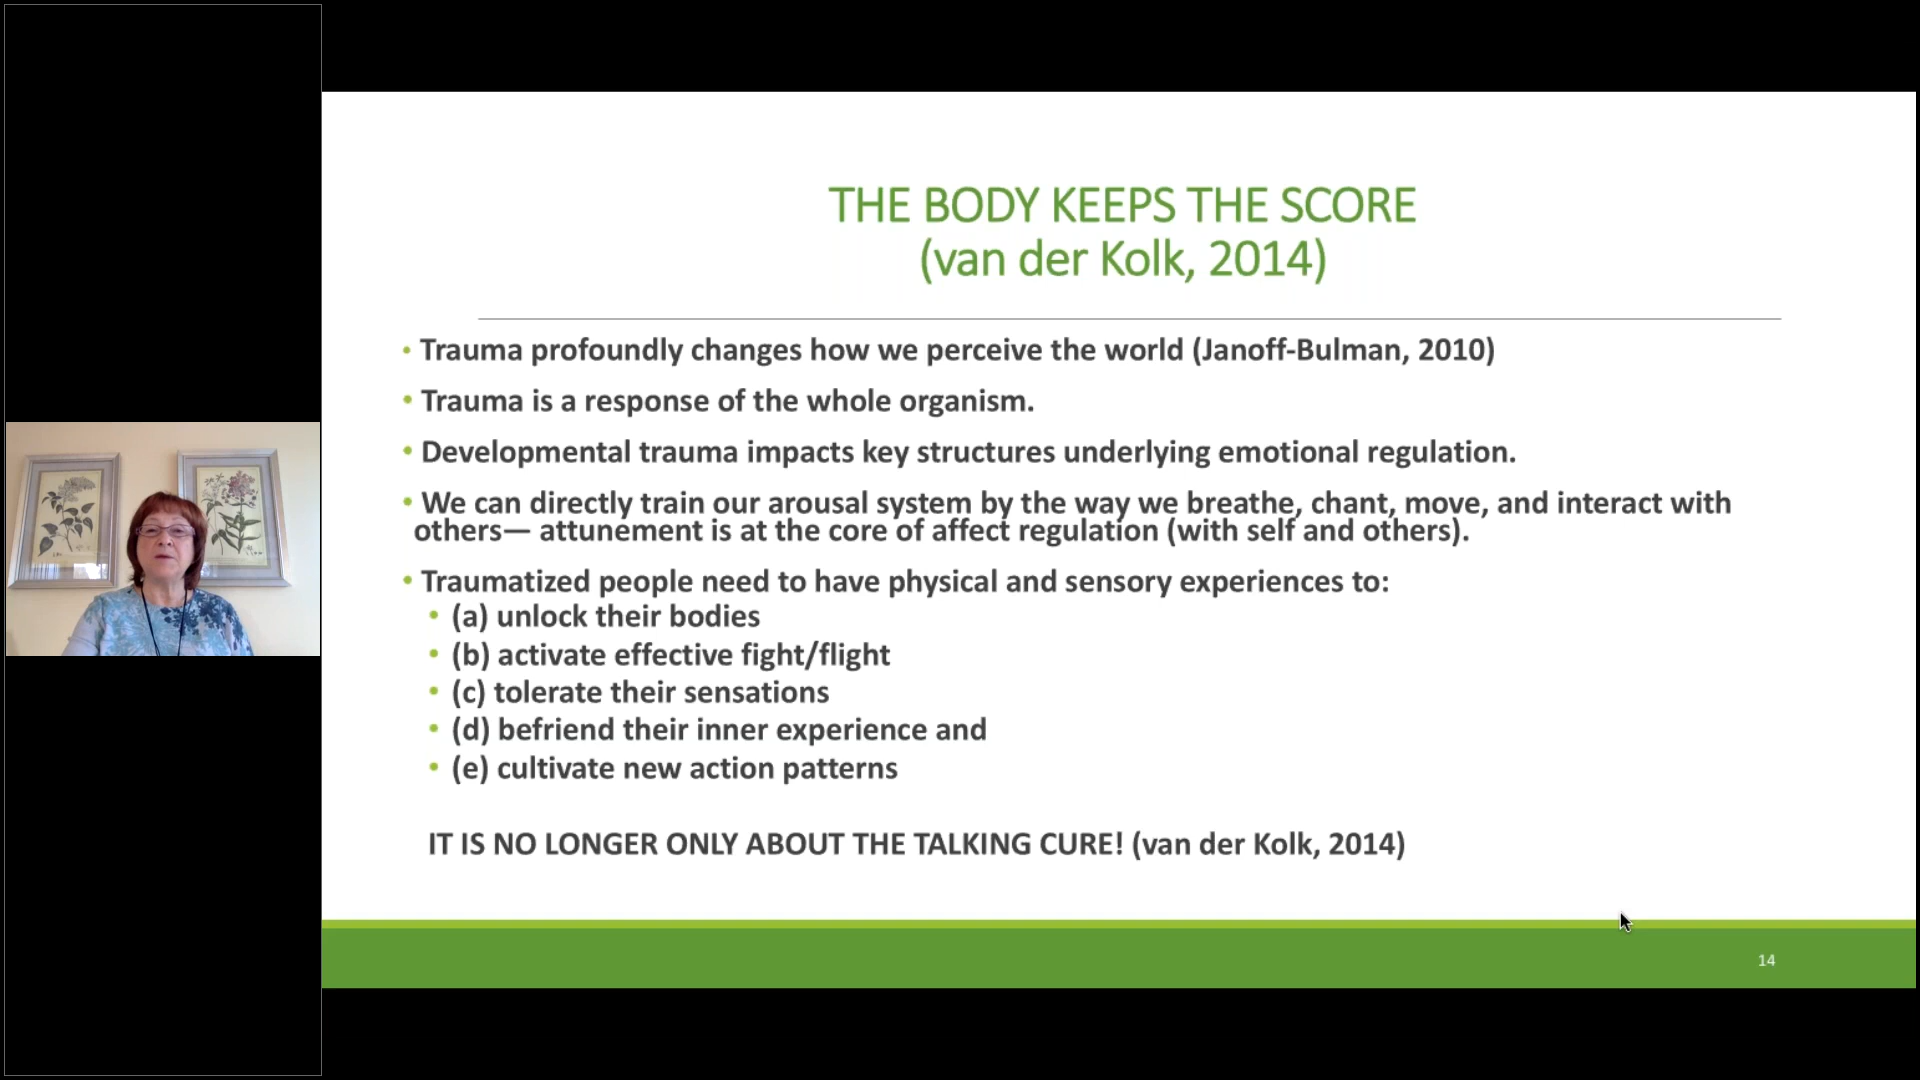 THE BODY KEEPS THE SCORE
(van der Kolk, 2014)
• Trauma profoundly changes how we perceive the world (Janoff-Bulman, 2010)
• Trauma is a response of the whole organism.
• Developmental trauma impacts key structures underlying emotional regulation.
• We can directly train our arousal system by the way we breathe, chant, move, and interact with
others— attunement is at the core of affect regulation (with self and others).
• Traumatized people need to have physical and sensory experiences to:
• (a) unlock their bodies
• (b) activate effective fight/flight
• (c) tolerate their sensations
• (d) befriend their inner experience and
• (e) cultivate new action patterns
IT IS NO LONGER ONLY ABOUT THE TALKING CURE! (van der Kolk, 2014)
14